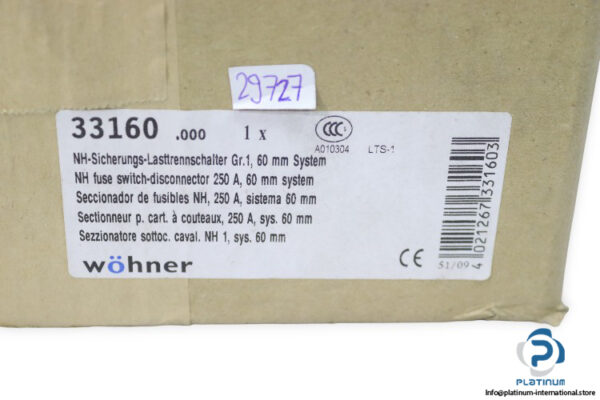 29727
33160 .000 1 x
CCC
A010304 LTS-1
NH-Sicherungs-Lasttrennschalter Gr.1, 60 mm System
NH fuse switch-disconnector 250 A, 60 mm system
Seccionador de fusibles NH, 250 A, sistema 60 mm
Sectionneur p. cart. à couteaux, 250 A, sys. 60 mm
Sezzionatore sottoc. caval. NH 1, sys. 60 mm
wöhner
CE
51/09
4 021267 331603
PLATINUM
http://platinum-international.store